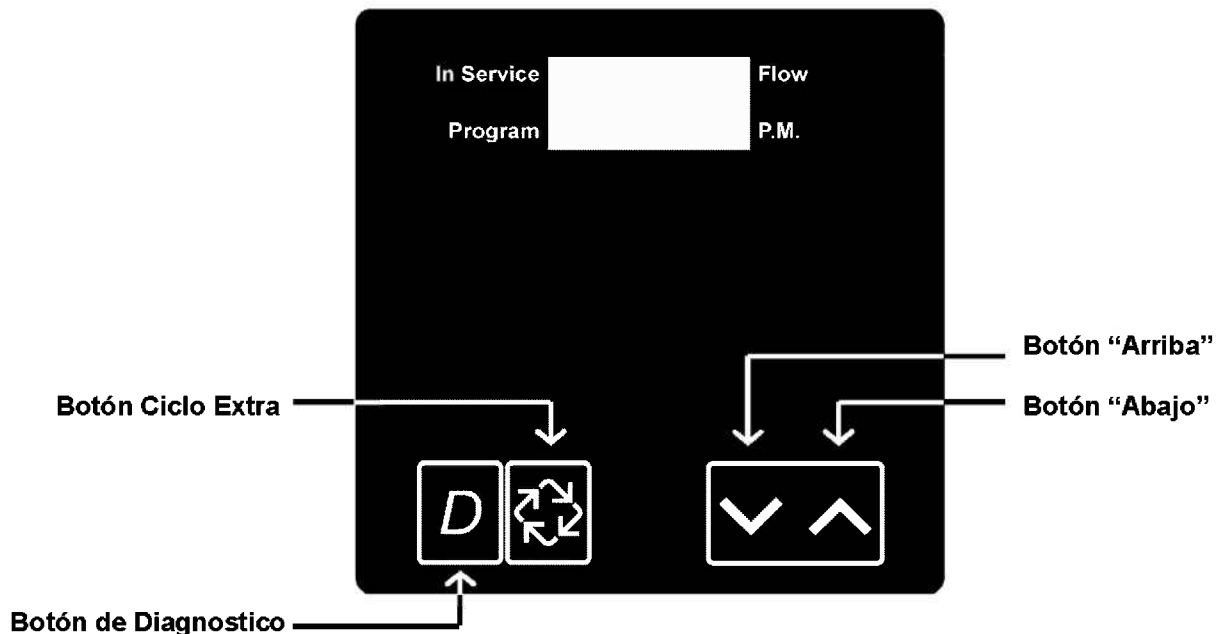 In Service
Flow
Program
P.M.
Botón “Arriba”
Botón Ciclo Extra
Botón “Abajo”
D
Botón de Diagnostico